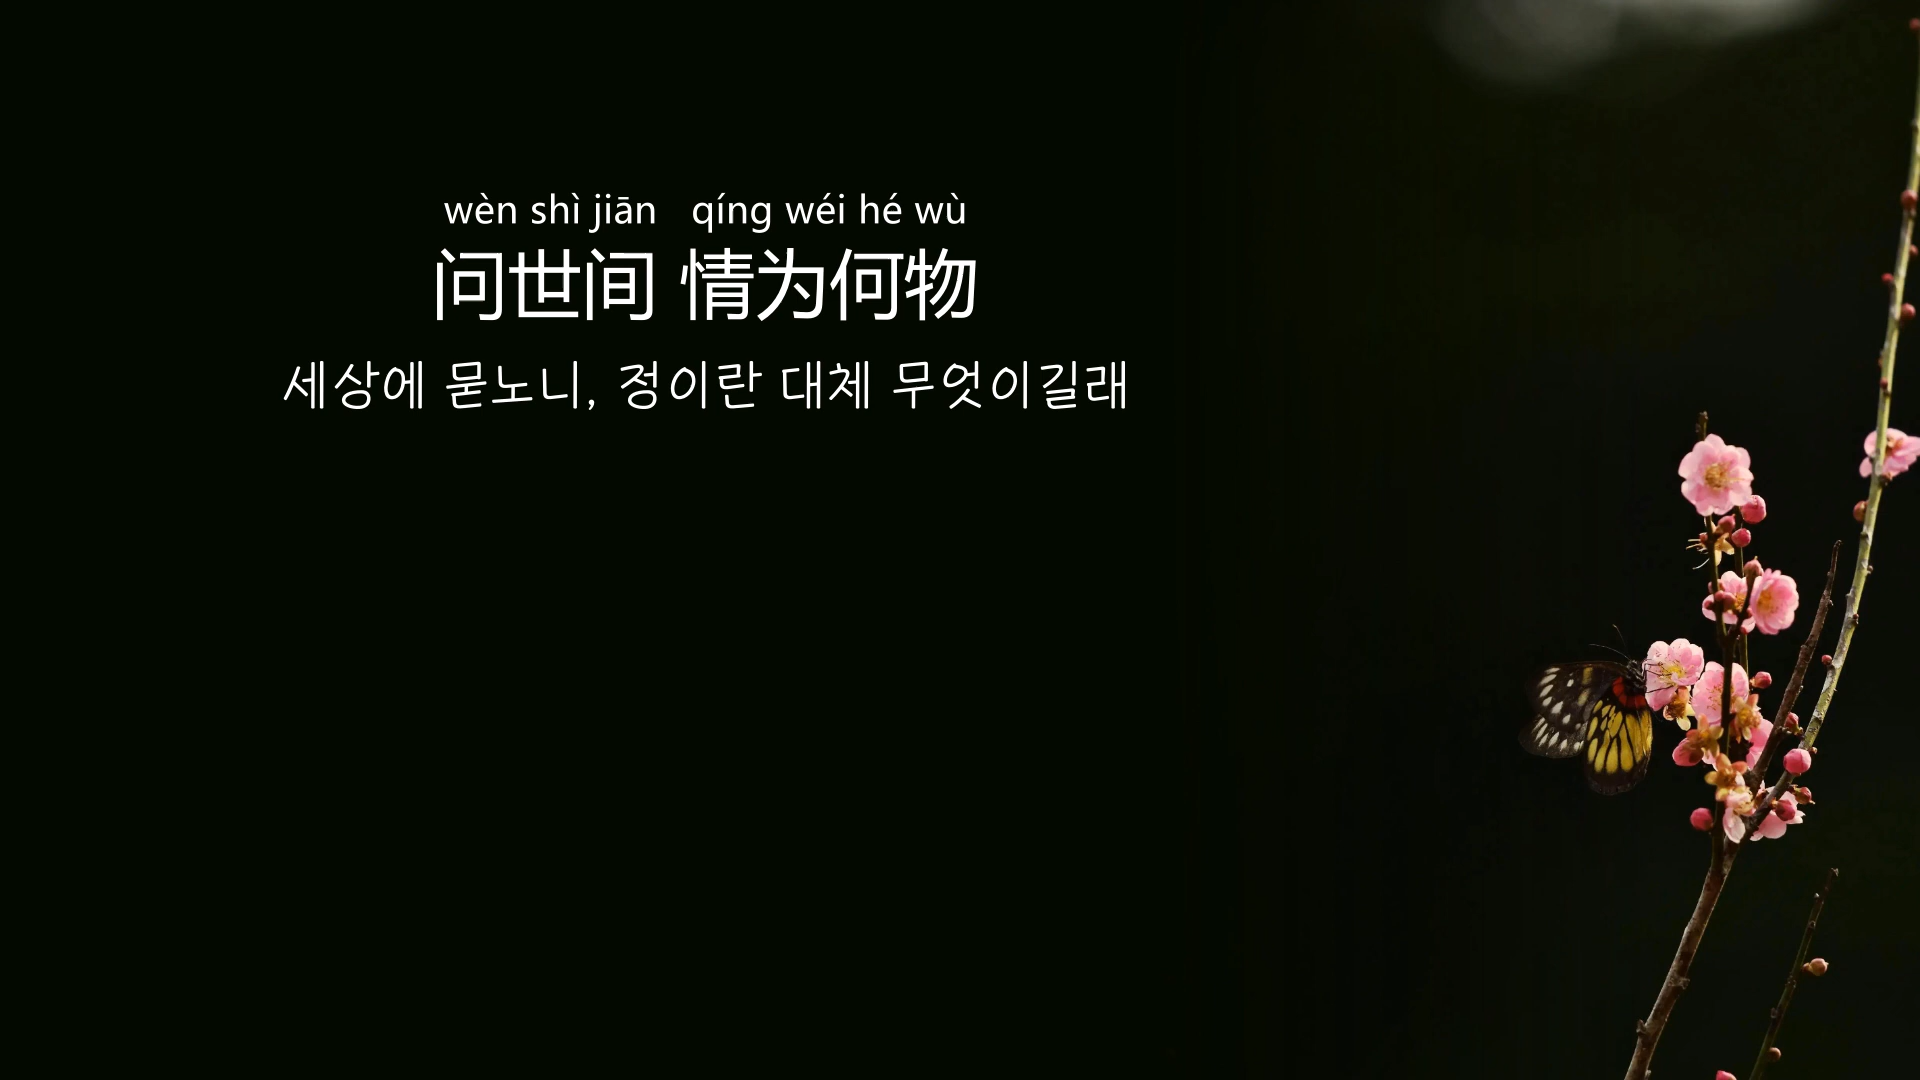 wèn shì jiān qíng wéi hé wù
问世间 情为何物
세상에 묻노니, 정이란 대체 무엇이길래